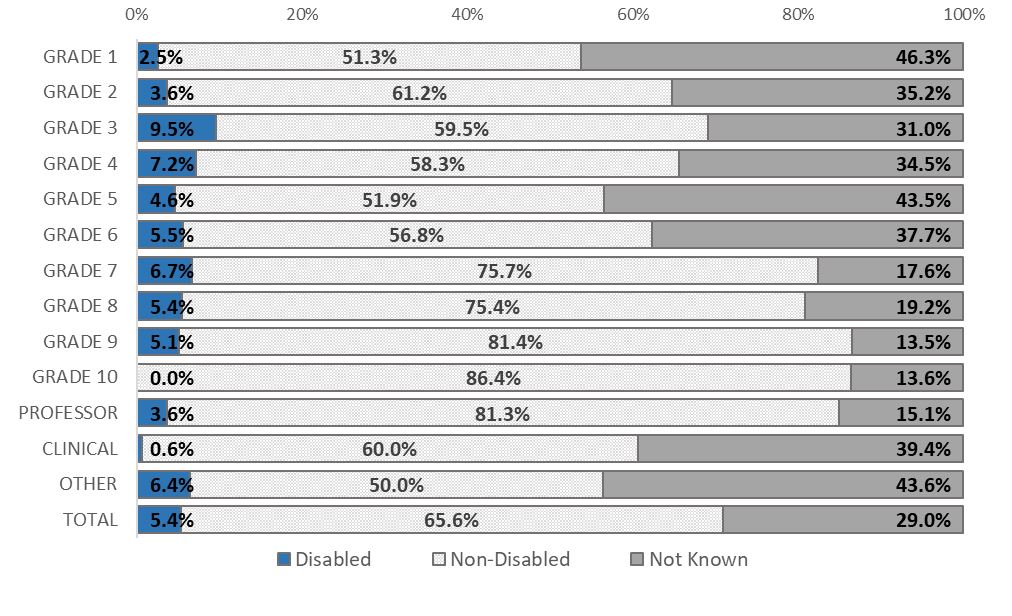 0% 20% 40% 60% 80% 100%
GRADE 1 2.5% 51.3% 46.3%
GRADE 2 3.6% 61.2% 35.2%
GRADE 3 9.5% 59.5% 31.0%
GRADE 4 7.2% 58.3% 34.5%
GRADE 5 4.6% 51.9% 43.5%
GRADE 6 5.5% 56.8% 37.7%
GRADE 7 6.7% 75.7% 17.6%
GRADE 8 5.4% 75.4% 19.2%
GRADE 9 5.1% 81.4% 13.5%
GRADE 10 0.0% 86.4% 13.6%
PROFESSOR 3.6% 81.3% 15.1%
CLINICAL 0.6% 60.0% 39.4%
OTHER 6.4% 50.0% 43.6%
TOTAL 5.4% 65.6% 29.0%
Disabled Non-Disabled Not Known